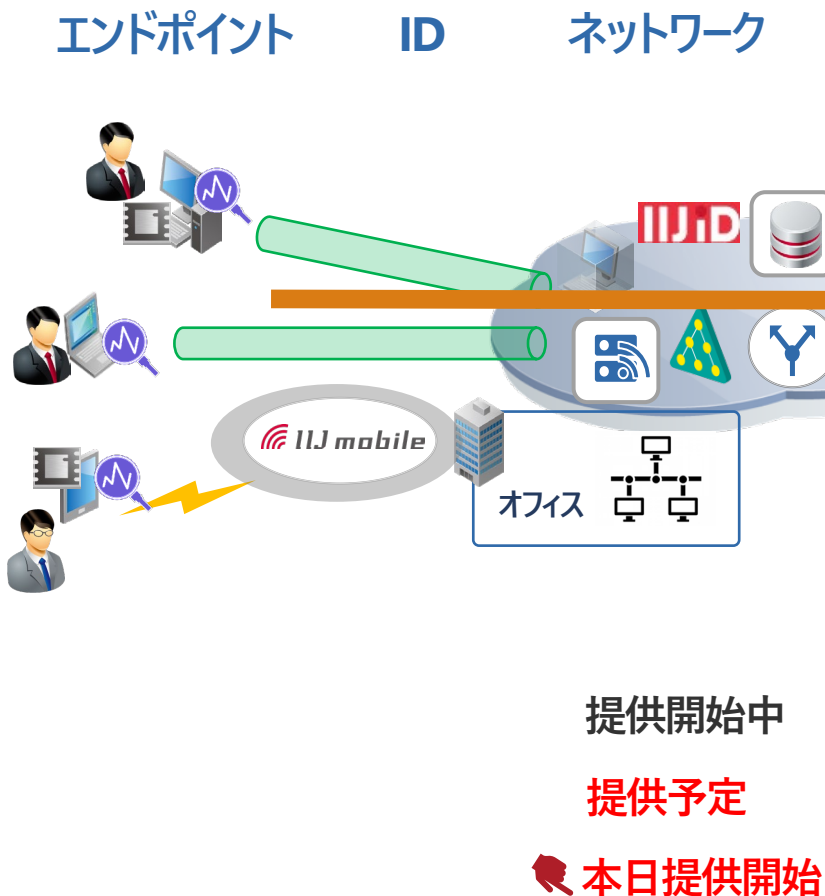 エンドポイント ID ネットワーク
IIJiD
IIJ mobile
オフィス
提供開始中
提供予定
本日提供開始